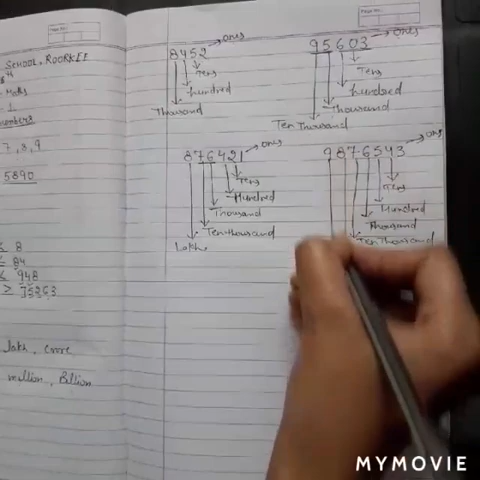 SCHOOL, ROORKEE
7, 8, 9
5890
≤ 8
≤ 84
≤ 948
≥ 75363
lakh, crore
million, Billion
8452 → ones
Tens
hundred
Thousand
95603 → ones
Tens
hundred
Thousand
Ten Thousand
876421 → ones
Tens
Hundred
Thousand
Ten-thousand
Lakh
9876543 → ones
Tens
Hundred
Thousand
Ten Thousand
MYMOVIE